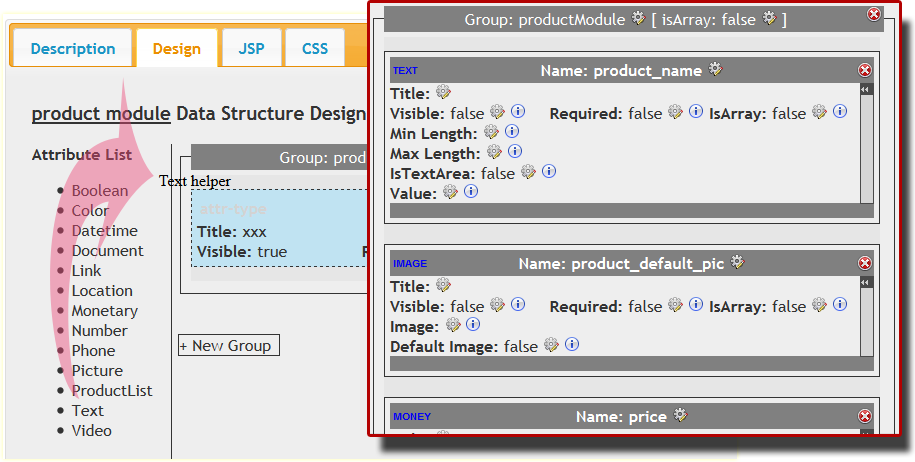 Description Design JSP CSS
product module Data Structure Design
Attribute List
Boolean
Color
Datetime
Document
Link
Location
Monetary
Number
Phone
Picture
ProductList
Text
Video
Group: prod
Text helper
attr-type
Title: xxx
Visible: true
+ New Group
Group: productModule [ isArray: false ]
TEXT Name: product_name
Title:
Visible: false Required: false IsArray: false
Min Length:
Max Length:
IsTextArea: false
Value:
IMAGE Name: product_default_pic
Title:
Visible: false Required: false IsArray: false
Image:
Default Image: false
MONEY Name: price